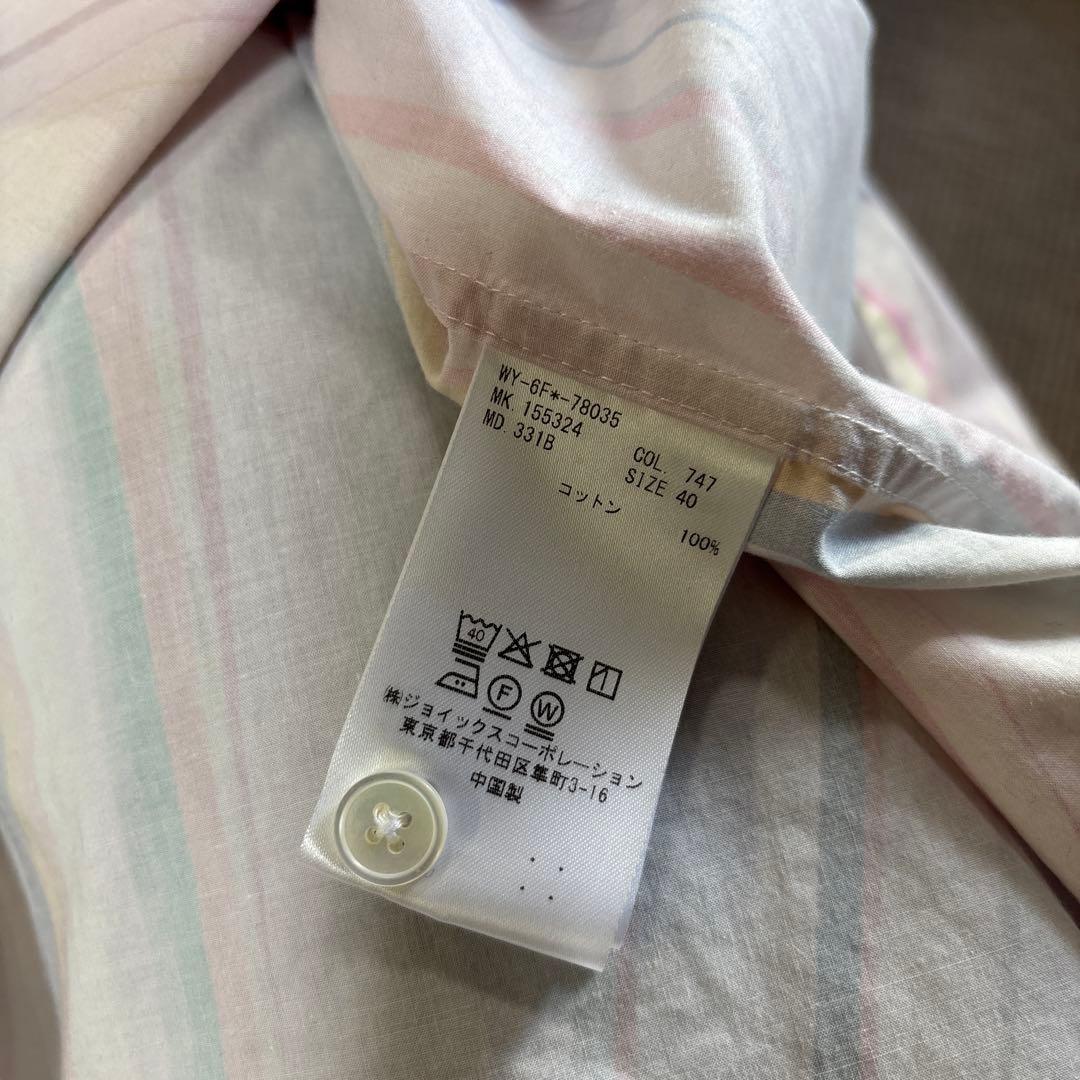 WY-6F*-78035
MK. 155324
MD. 331B
COL. 747
SIZE 40
コットン 100%
40
F W
㈱ジョイックスコーポレーション
東京都千代田区隼町3-16
中国製